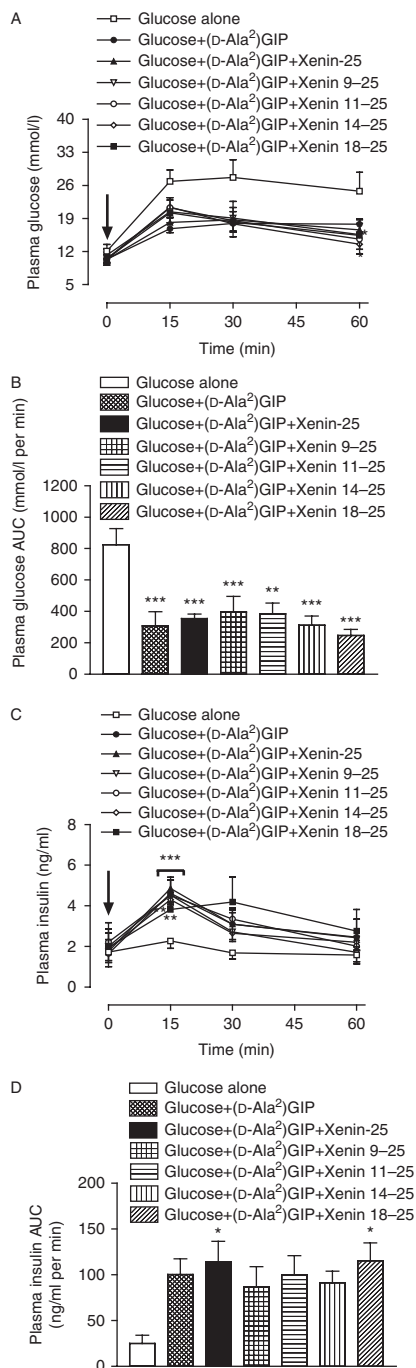 A
Glucose alone
Glucose+(D-Ala²)GIP
Glucose+(D-Ala²)GIP+Xenin-25
Glucose+(D-Ala²)GIP+Xenin 9–25
Glucose+(D-Ala²)GIP+Xenin 11–25
Glucose+(D-Ala²)GIP+Xenin 14–25
Glucose+(D-Ala²)GIP+Xenin 18–25
Plasma glucose (mmol/l)
40
33
26
19
12
5
*
*
0 15 30 45 60
Time (min)
B
Glucose alone
Glucose+(D-Ala²)GIP
Glucose+(D-Ala²)GIP+Xenin-25
Glucose+(D-Ala²)GIP+Xenin 9–25
Glucose+(D-Ala²)GIP+Xenin 11–25
Glucose+(D-Ala²)GIP+Xenin 14–25
Glucose+(D-Ala²)GIP+Xenin 18–25
Plasma glucose AUC (mmol/l per min)
1200
1000
800
600
400
200
0
*** *** *** ** *** ***
C
Glucose alone
Glucose+(D-Ala²)GIP
Glucose+(D-Ala²)GIP+Xenin-25
Glucose+(D-Ala²)GIP+Xenin 9–25
Glucose+(D-Ala²)GIP+Xenin 11–25
Glucose+(D-Ala²)GIP+Xenin 14–25
Glucose+(D-Ala²)GIP+Xenin 18–25
Plasma insulin (ng/ml)
8
6
4
2
0
***
**
0 15 30 45 60
Time (min)
D
Glucose alone
Glucose+(D-Ala²)GIP
Glucose+(D-Ala²)GIP+Xenin-25
Glucose+(D-Ala²)GIP+Xenin 9–25
Glucose+(D-Ala²)GIP+Xenin 11–25
Glucose+(D-Ala²)GIP+Xenin 14–25
Glucose+(D-Ala²)GIP+Xenin 18–25
Plasma insulin AUC
(ng/ml per min)
200
150
100
50
0
* *